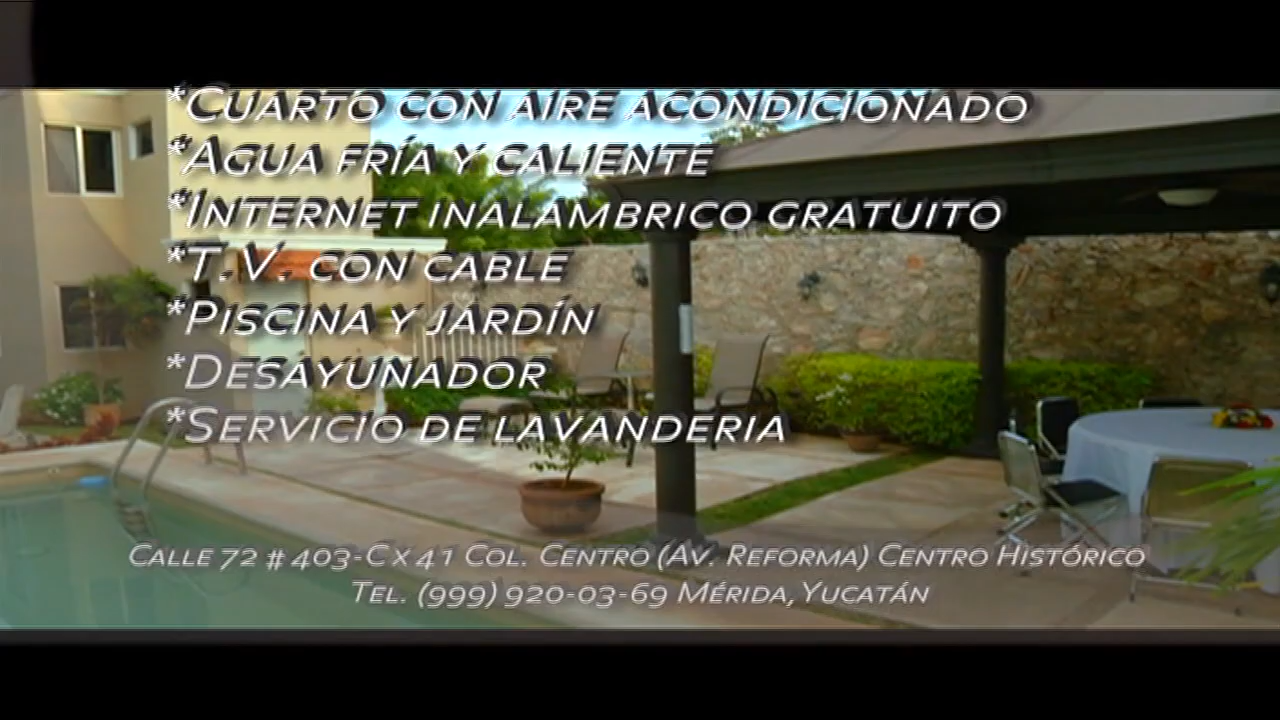 *Cuarto con aire acondicionado
*Agua fría y caliente
*Internet inalambrico gratuito
*T.V. con cable
*Piscina y jardín
*Desayunador
*Servicio de lavanderia
Calle 72 # 403-C x 41 Col. Centro (Av. Reforma) Centro Histórico
Tel. (999) 920-03-69 Mérida, Yucatán